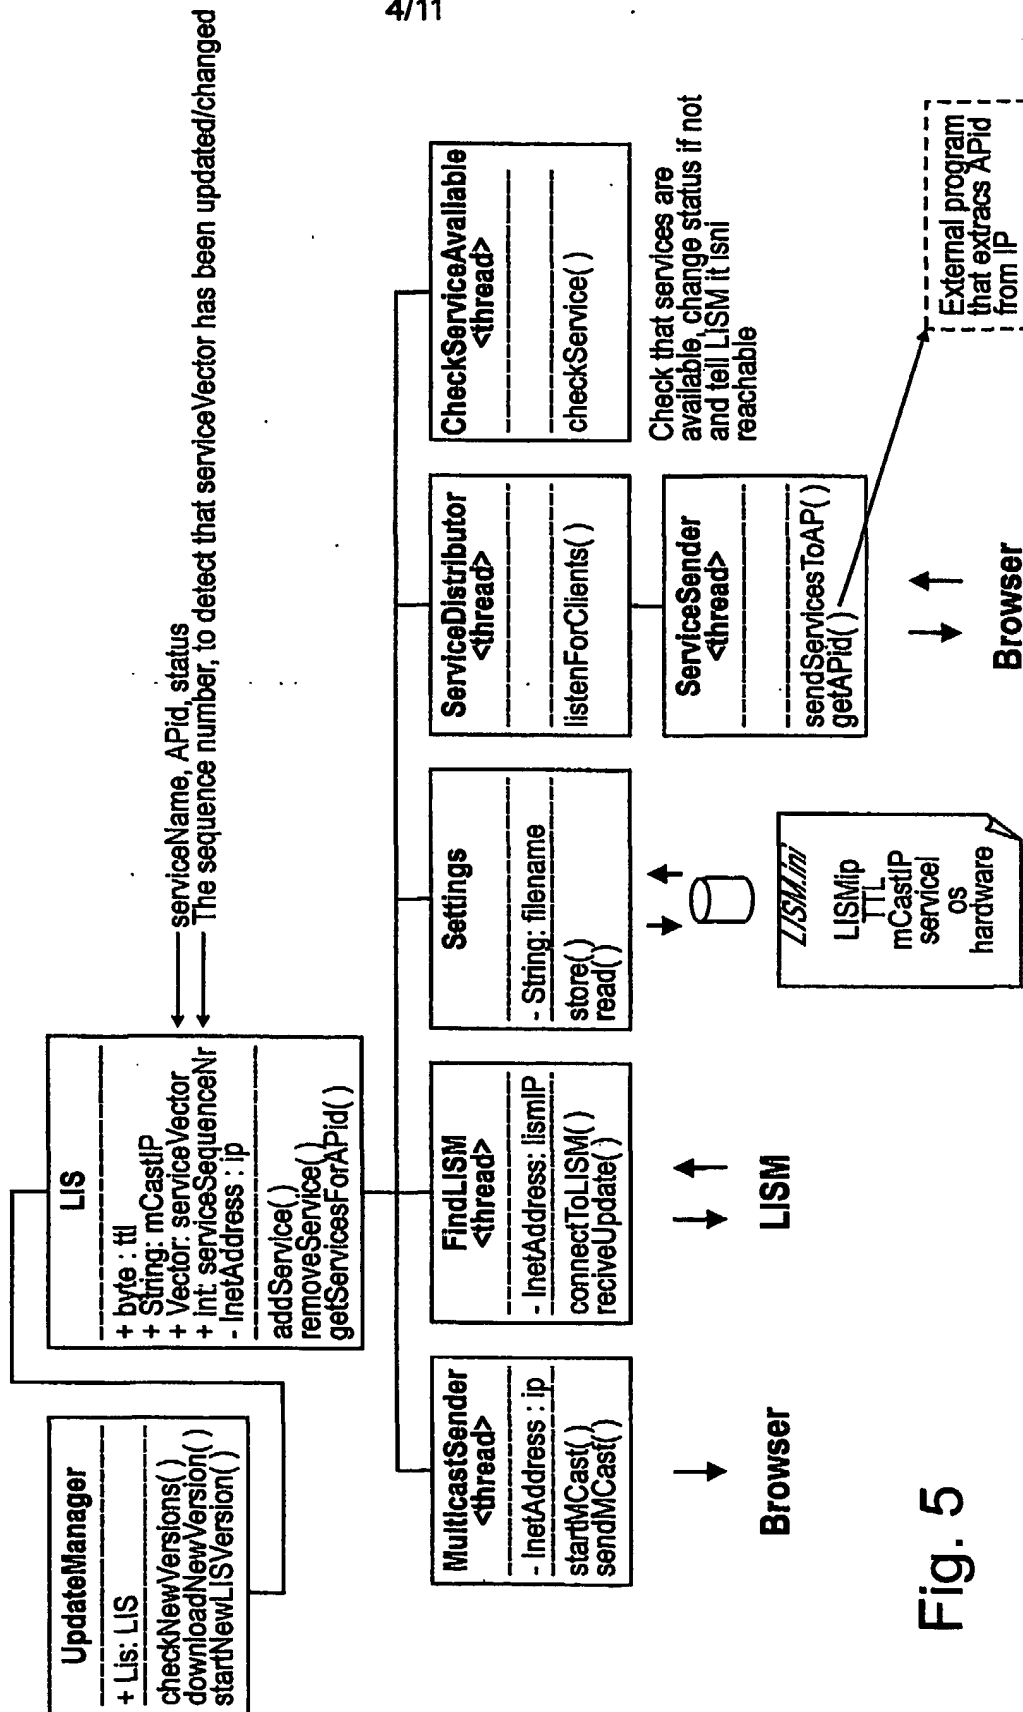 4/11
UpdateManager
+ Lis: LIS
checkNewVersions()
downloadNewVersion()
startNewLISVersion()
LIS
+ byte : ttl
+ String: mCastIP
+ Vector: serviceVector
+ int: serviceSequenceNr
- InetAddress : ip
addService()
removeService()
getServicesForAPid()
serviceName, APid, status
The sequence number, to detect that serviceVector has been updated/changed
MulticastSender
<thread>
- InetAddress : ip
startMCast()
sendMCast()
Browser
FindLISM
<thread>
- InetAddress: lismIP
connectToLISM()
reciveUpdate()
LISM
Settings
- String: filename
store()
read()
LISM.ini
LISMip
TTL
mCastIP
servicel
os
hardware
ServiceDistributor
<thread>
listenForClients()
ServiceSender
<thread>
sendServicesToAP()
getAPid()
Browser
CheckServiceAvailable
<thread>
checkService()
Check that services are
available, change status if not
and tell LISM it isni
reachable
External program
that extracs APid
from IP
Fig. 5